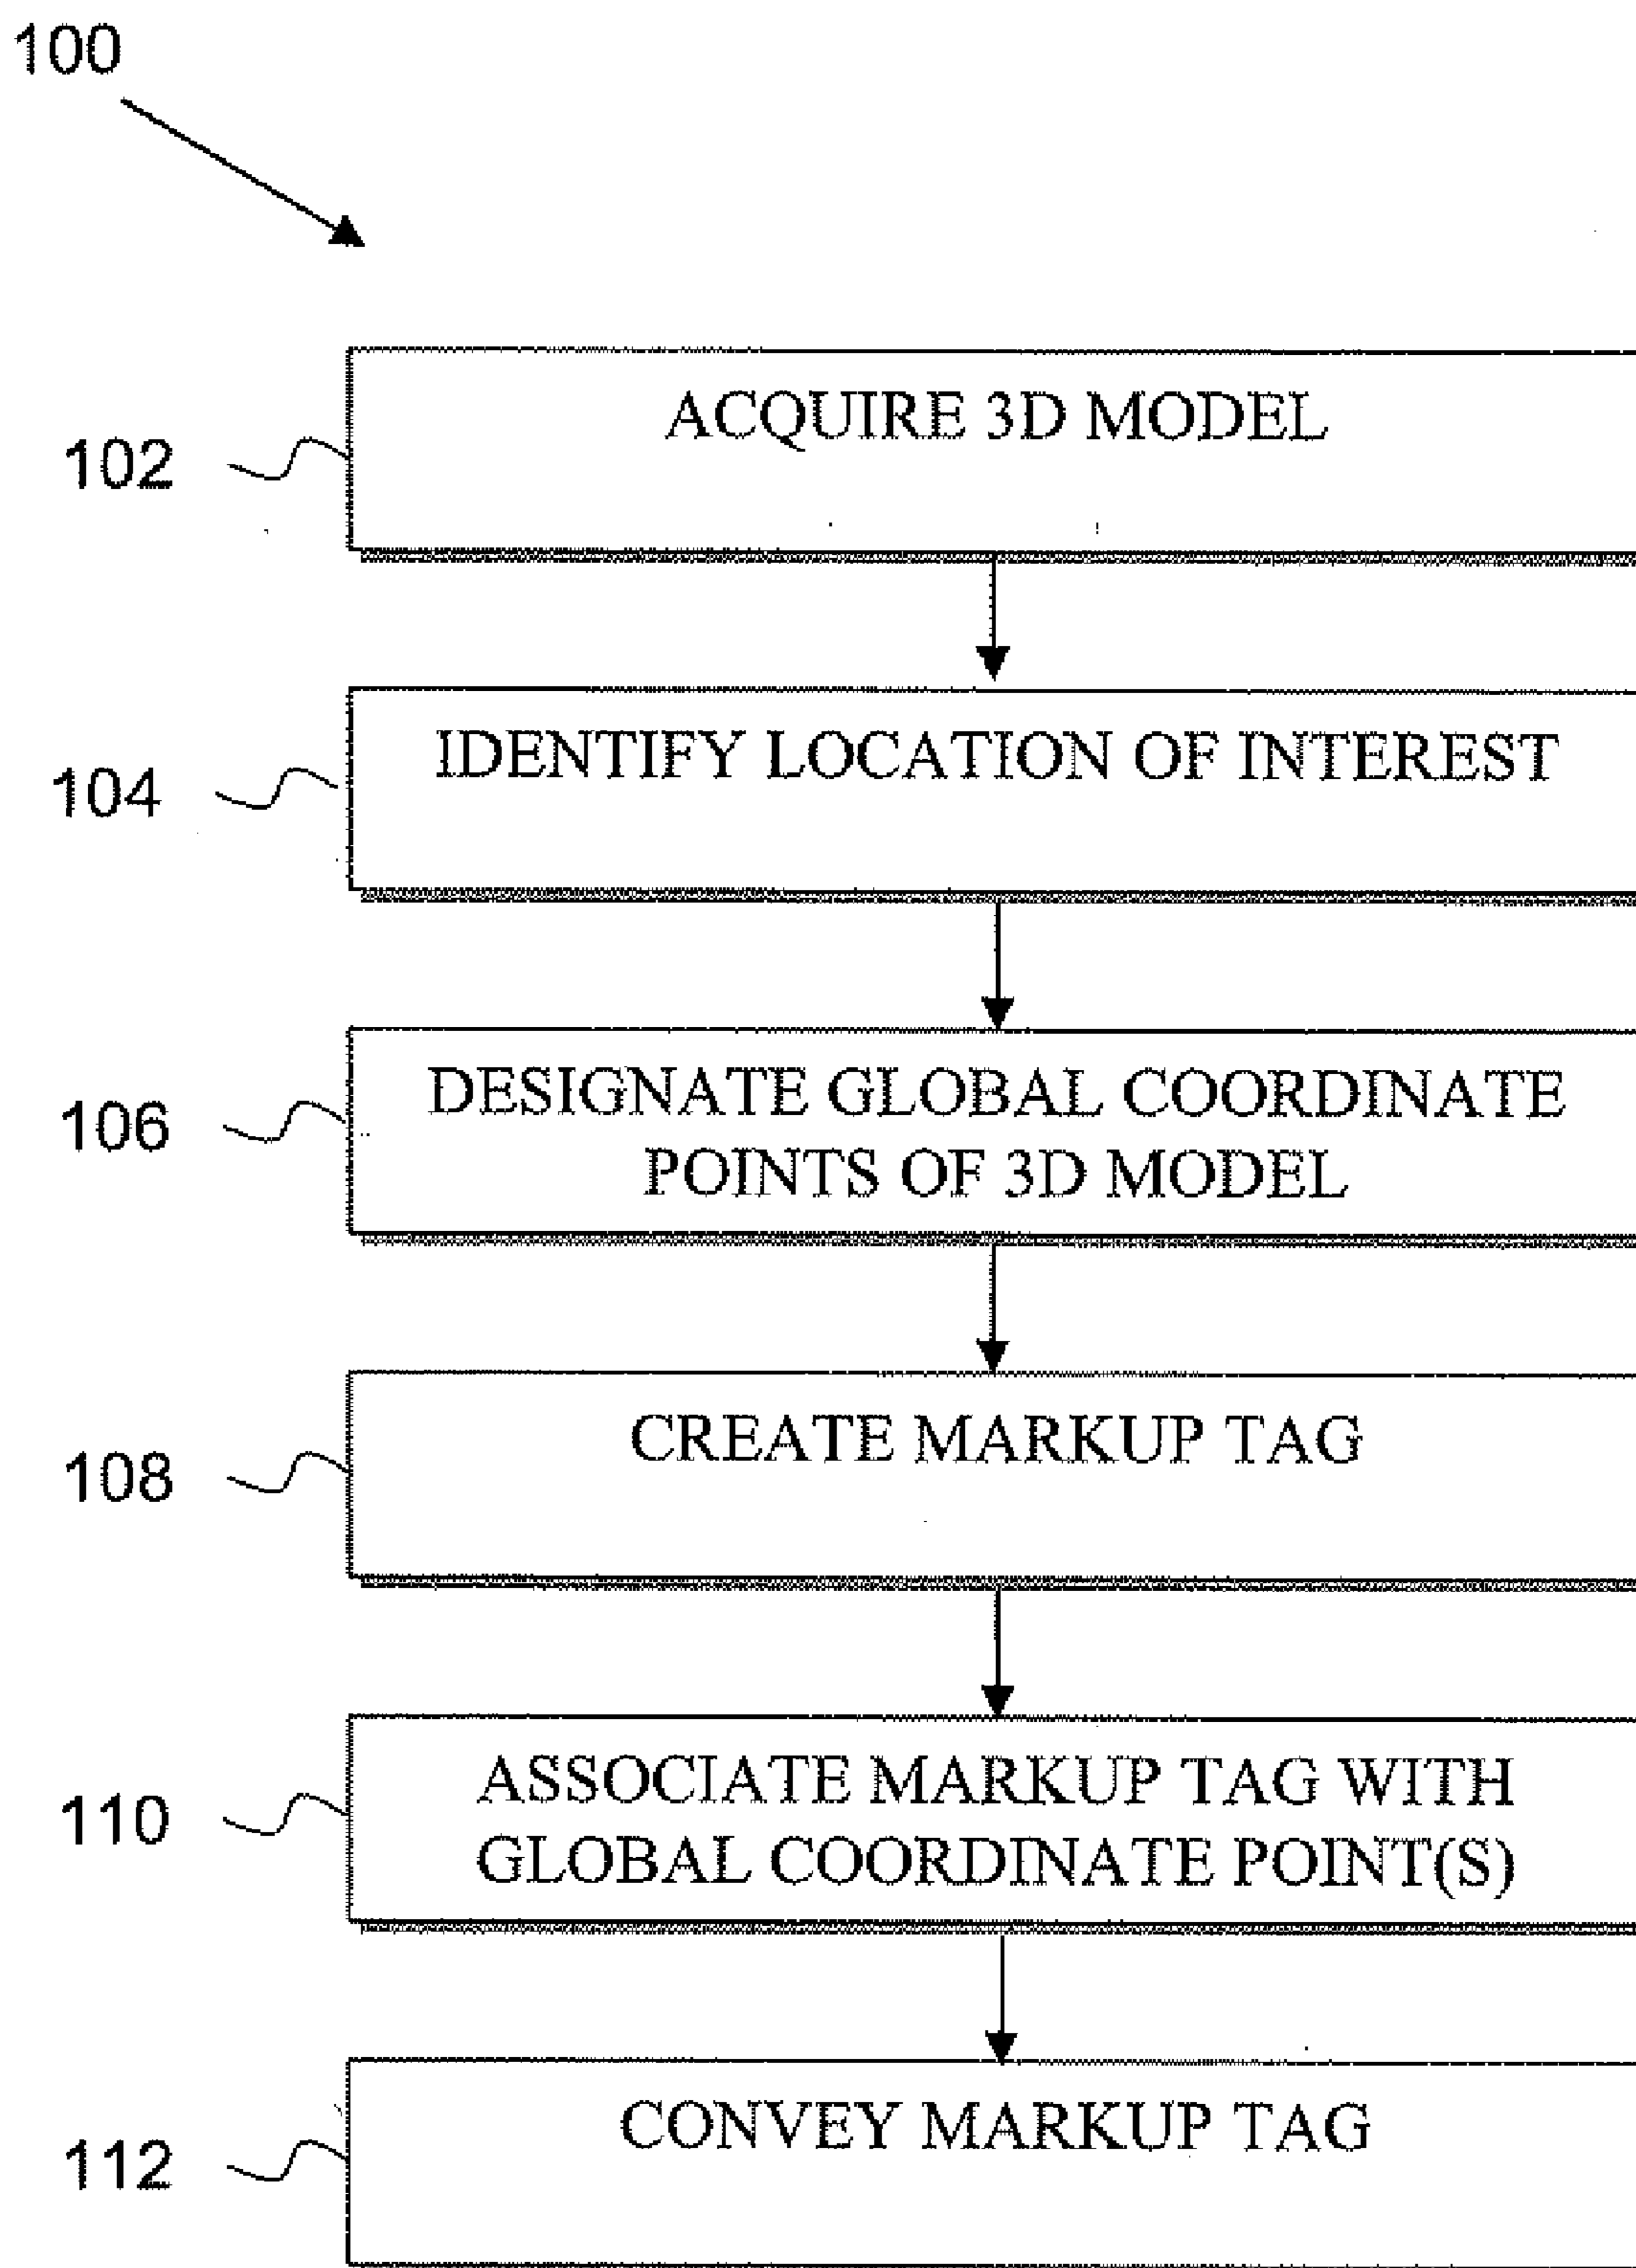 100
102
ACQUIRE 3D MODEL
104
IDENTIFY LOCATION OF INTEREST
106
DESIGNATE GLOBAL COORDINATE
POINTS OF 3D MODEL
108
CREATE MARKUP TAG
110
ASSOCIATE MARKUP TAG WITH
GLOBAL COORDINATE POINT(S)
112
CONVEY MARKUP TAG